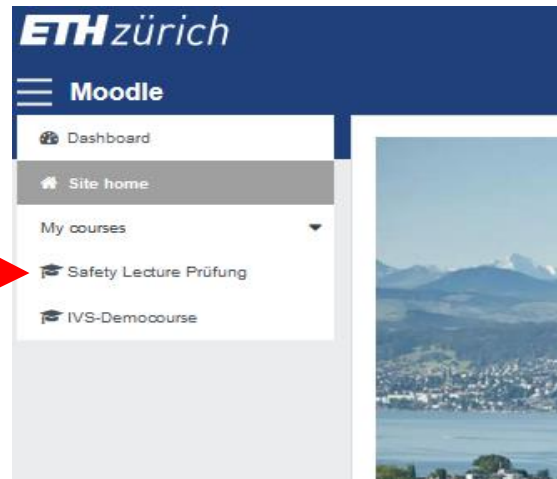 ETH zürich
Moodle
Dashboard
Site home
My courses
Safety Lecture Prüfung
IVS-Democourse